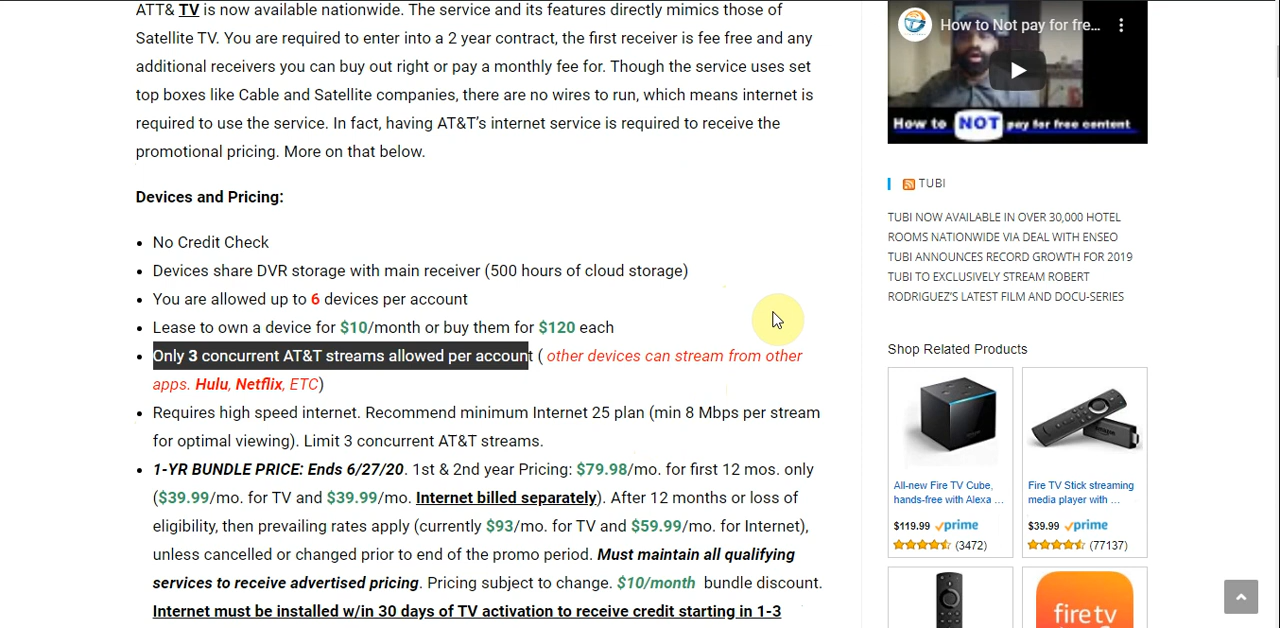 ATT& TV is now available nationwide. The service and its features directly mimics those of
Satellite TV. You are required to enter into a 2 year contract, the first receiver is fee free and any
additional receivers you can buy out right or pay a monthly fee for. Though the service uses set
top boxes like Cable and Satellite companies, there are no wires to run, which means internet is
required to use the service. In fact, having AT&T's internet service is required to receive the
promotional pricing. More on that below.
Devices and Pricing:
• No Credit Check
• Devices share DVR storage with main receiver (500 hours of cloud storage)
• You are allowed up to 6 devices per account
• Lease to own a device for $10/month or buy them for $120 each
• Only 3 concurrent AT&T streams allowed per account ( other devices can stream from other
apps. Hulu, Netflix, ETC)
• Requires high speed internet. Recommend minimum Internet 25 plan (min 8 Mbps per stream
for optimal viewing). Limit 3 concurrent AT&T streams.
• 1-YR BUNDLE PRICE: Ends 6/27/20. 1st & 2nd year Pricing: $79.98/mo. for first 12 mos. only
($39.99/mo. for TV and $39.99/mo. Internet billed separately). After 12 months or loss of
eligibility, then prevailing rates apply (currently $93/mo. for TV and $59.99/mo. for Internet),
unless cancelled or changed prior to end of the promo period. Must maintain all qualifying
services to receive advertised pricing. Pricing subject to change. $10/month bundle discount.
Internet must be installed w/in 30 days of TV activation to receive credit starting in 1-3
How to Not pay for fre...
How to NOT pay for free content
TUBI
TUBI NOW AVAILABLE IN OVER 30,000 HOTEL
ROOMS NATIONWIDE VIA DEAL WITH ENSEO
TUBI ANNOUNCES RECORD GROWTH FOR 2019
TUBI TO EXCLUSIVELY STREAM ROBERT
RODRIGUEZ'S LATEST FILM AND DOCU-SERIES
Shop Related Products
All-new Fire TV Cube,
hands-free with Alexa ...
$119.99 prime
(3472)
Fire TV Stick streaming
media player with ...
$39.99 prime
(77137)
fire tv